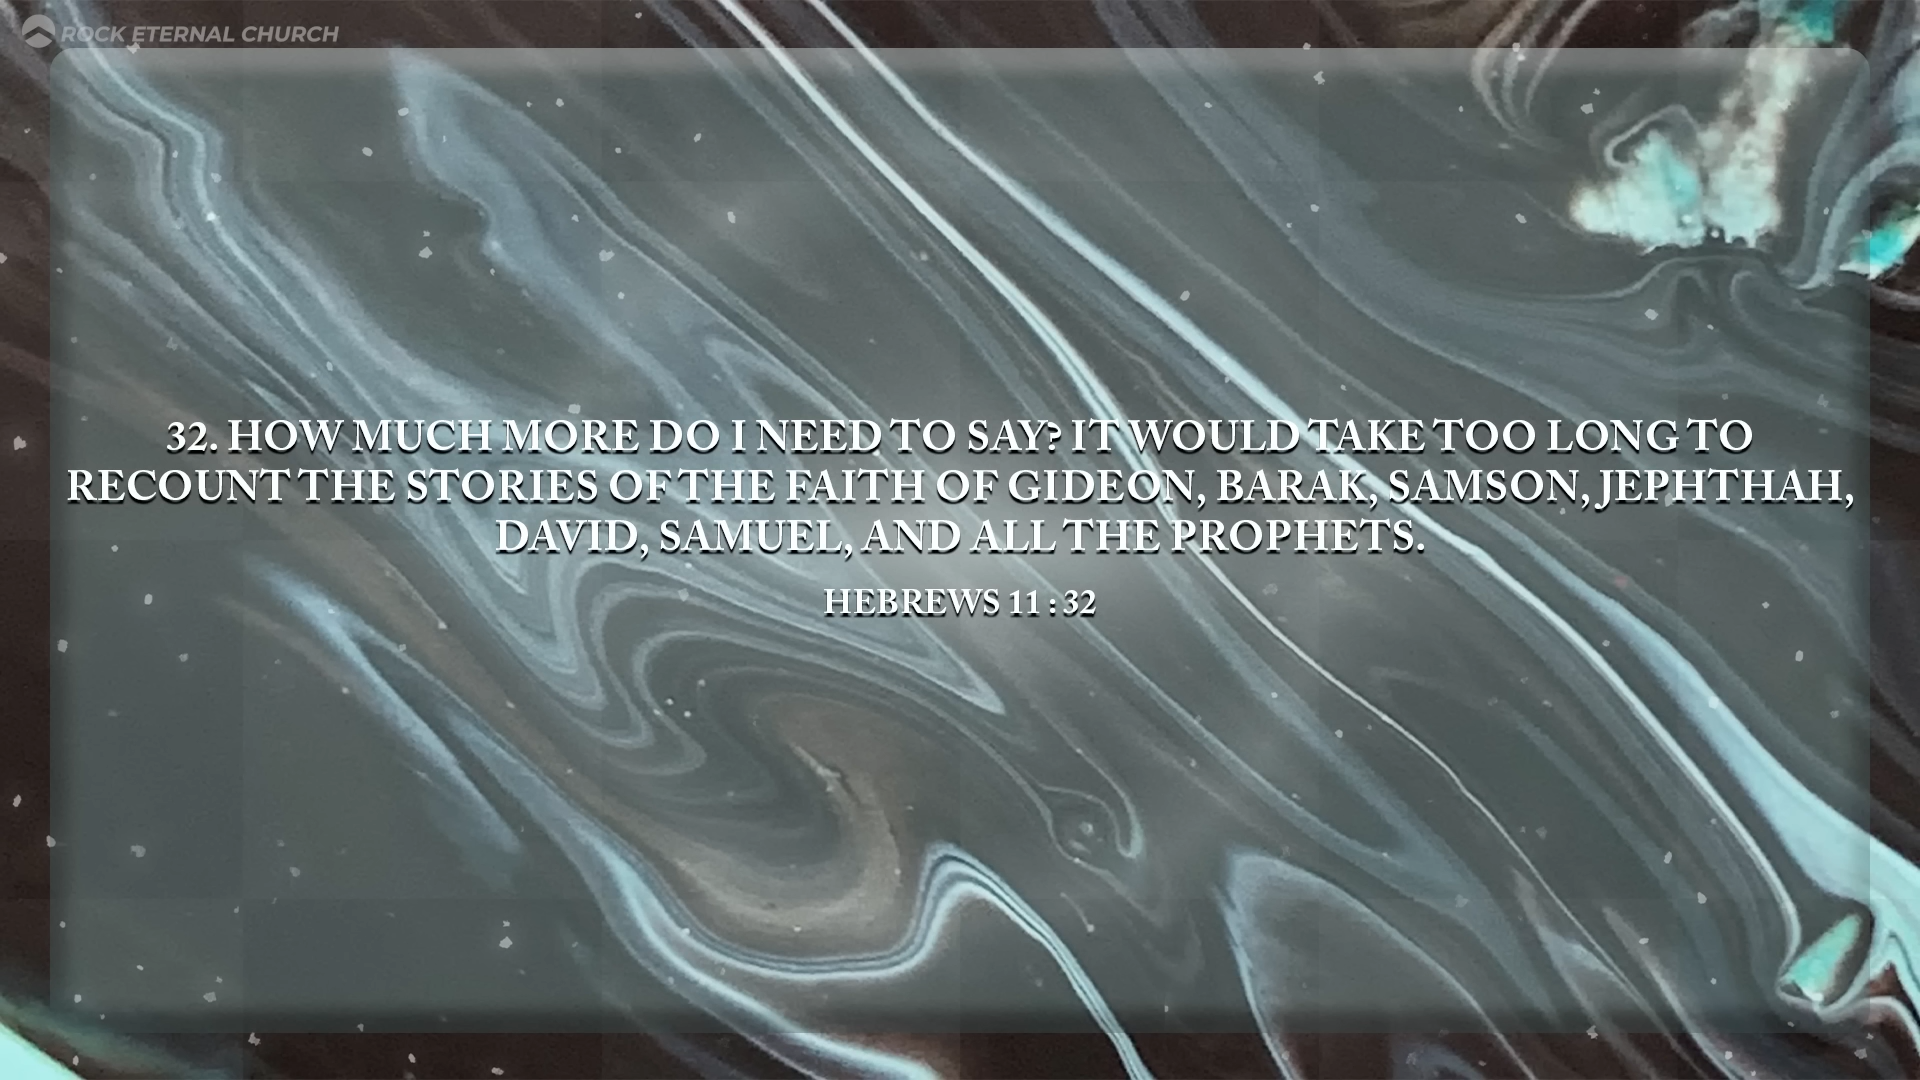 ROCK ETERNAL CHURCH
32. HOW MUCH MORE DO I NEED TO SAY? IT WOULD TAKE TOO LONG TO
RECOUNT THE STORIES OF THE FAITH OF GIDEON, BARAK, SAMSON, JEPHTHAH,
DAVID, SAMUEL, AND ALL THE PROPHETS.
HEBREWS 11 : 32